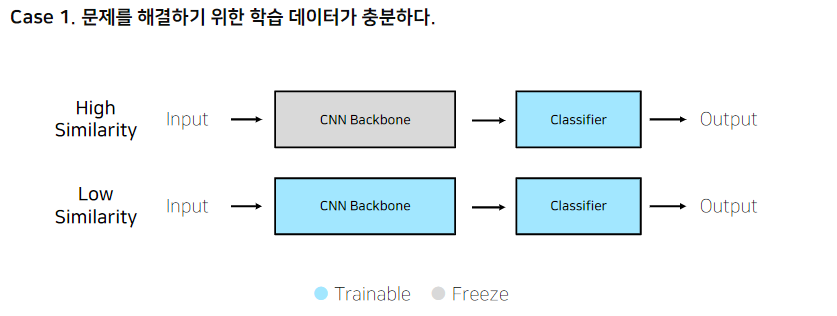 Case 1. 문제를 해결하기 위한 학습 데이터가 충분하다.
High
Similarity
Input
CNN Backbone
Classifier
Output
Low
Similarity
Input
CNN Backbone
Classifier
Output
Trainable
Freeze